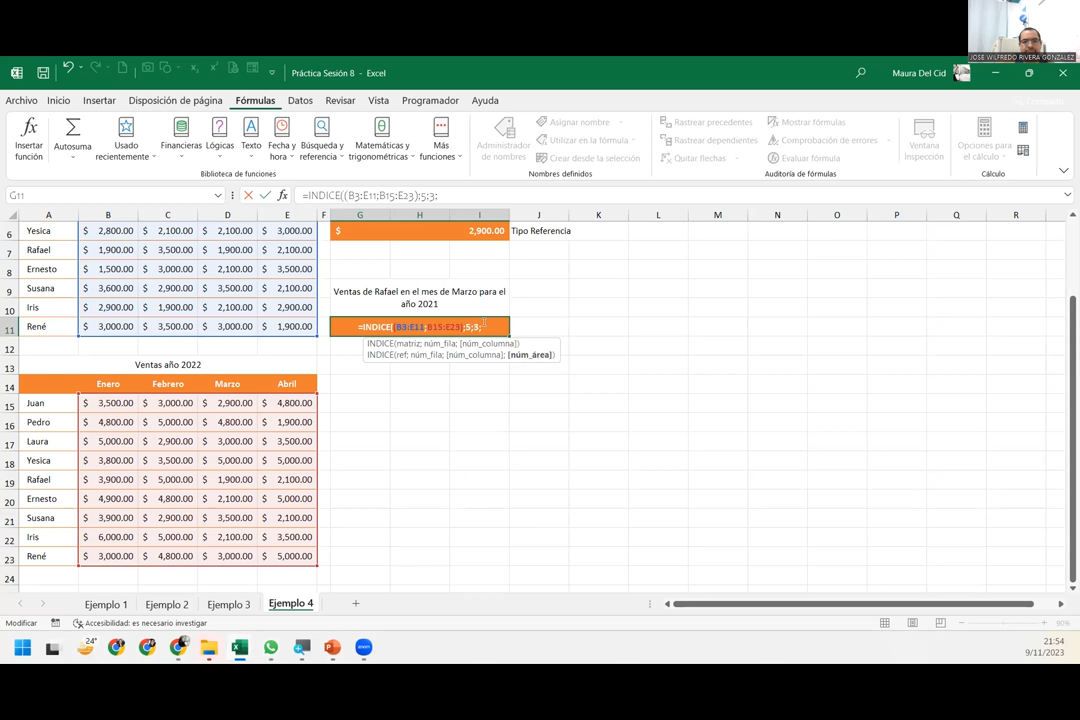 JOSE WILFREDO RIVERA GONZALEZ
Práctica Sesión 8 - Excel
Maura Del Cid
Archivo Inicio Insertar Disposición de página Fórmulas Datos Revisar Vista Programador Ayuda
Insertar función
Autosuma
Usado recientemente
Financieras
Lógicas
Texto
Fecha y hora
Búsqueda y referencia
Matemáticas y trigonométricas
Más funciones
Administrador de nombres
Asignar nombre
Utilizar en la fórmula
Crear desde la selección
Rastrear precedentes
Rastrear dependientes
Quitar flechas
Mostrar fórmulas
Comprobación de errores
Evaluar fórmula
Ventana Inspección
Opciones para el cálculo
Biblioteca de funciones
Nombres definidos
Auditoría de fórmulas
Cálculo
G11
=INDICE((B3:E11;B15:E23);5;3;
A B C D E F G H I J K L M N O P Q R
6 Yesica $ 2,800.00 $ 2,100.00 $ 2,100.00 $ 3,000.00 $ 2,900.00 Tipo Referencia
7 Rafael $ 1,900.00 $ 3,500.00 $ 1,900.00 $ 2,100.00
8 Ernesto $ 1,500.00 $ 3,000.00 $ 2,100.00 $ 3,500.00
9 Susana $ 3,600.00 $ 2,900.00 $ 3,500.00 $ 2,100.00
Ventas de Rafael en el mes de Marzo para el
año 2021
10 Iris $ 2,900.00 $ 1,900.00 $ 2,100.00 $ 2,900.00
11 René $ 3,000.00 $ 3,500.00 $ 3,000.00 $ 1,900.00 =INDICE((B3:E11;B15:E23);5;3;
INDICE(matriz; núm_fila; [núm_columna])
INDICE(ref; núm_fila; [núm_columna]; [núm_área])
12
13 Ventas año 2022
14 Enero Febrero Marzo Abril
15 Juan $ 3,500.00 $ 3,000.00 $ 2,900.00 $ 4,800.00
16 Pedro $ 4,800.00 $ 5,000.00 $ 4,800.00 $ 1,900.00
17 Laura $ 5,000.00 $ 2,900.00 $ 3,000.00 $ 3,500.00
18 Yesica $ 3,800.00 $ 3,500.00 $ 5,000.00 $ 5,000.00
19 Rafael $ 3,900.00 $ 5,000.00 $ 1,900.00 $ 2,100.00
20 Ernesto $ 4,900.00 $ 4,800.00 $ 2,100.00 $ 5,000.00
21 Susana $ 3,900.00 $ 2,900.00 $ 3,500.00 $ 2,100.00
22 Iris $ 6,000.00 $ 5,000.00 $ 2,100.00 $ 3,500.00
23 René $ 3,000.00 $ 4,800.00 $ 3,000.00 $ 5,000.00
24
Ejemplo 1 Ejemplo 2 Ejemplo 3 Ejemplo 4
Modificar Accesibilidad: es necesario investigar 90%
24°
21:54
9/11/2023